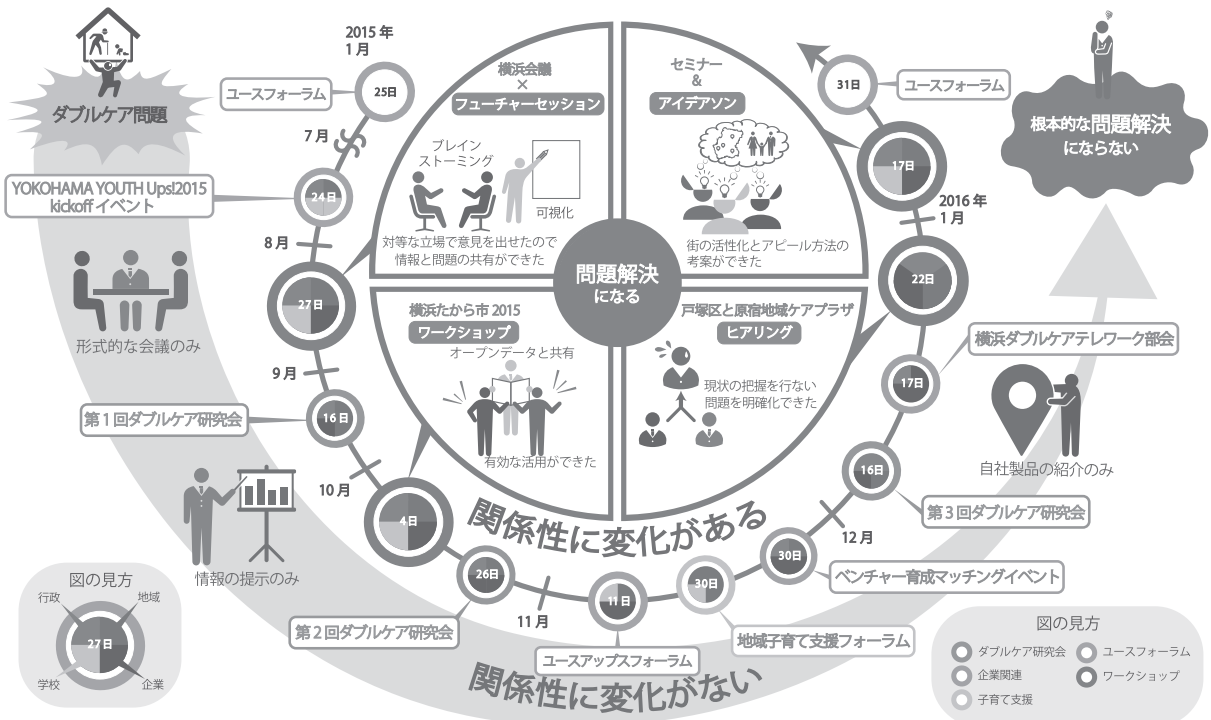 ダブルケア問題
2015年
1月
25日
ユースフォーラム
7月
24日
YOKOHAMA YOUTH Ups!2015
kickoff イベント
8月
27日
形式的な会議のみ
9月
16日
第1回ダブルケア研究会
10月
4日
情報の提示のみ
26日
第2回ダブルケア研究会
11月
11日
ユースアップスフォーラム
30日
地域子育て支援フォーラム
30日
ベンチャー育成マッチングイベント
12月
16日
第3回ダブルケア研究会
17日
横浜ダブルケアテレワーク部会
自社製品の紹介のみ
22日
2016年
1月
17日
31日
ユースフォーラム
根本的な問題解決
にならない
横浜会議
×
フューチャーセッション
ブレイン
ストーミング
可視化
対等な立場で意見を出せたので
情報と問題の共有ができた
セミナー
&
アイデアソン
街の活性化とアピール方法の
考案ができた
問題解決
になる
横浜たから市 2015
ワークショップ
オープンデータと共有
有効な活用ができた
戸塚区と原宿地域ケアプラザ
ヒアリング
現状の把握を行ない
問題を明確化できた
関係性に変化がある
関係性に変化がない
図の見方
行政
地域
27日
学校
企業
図の見方
ダブルケア研究会
ユースフォーラム
企業関連
ワークショップ
子育て支援